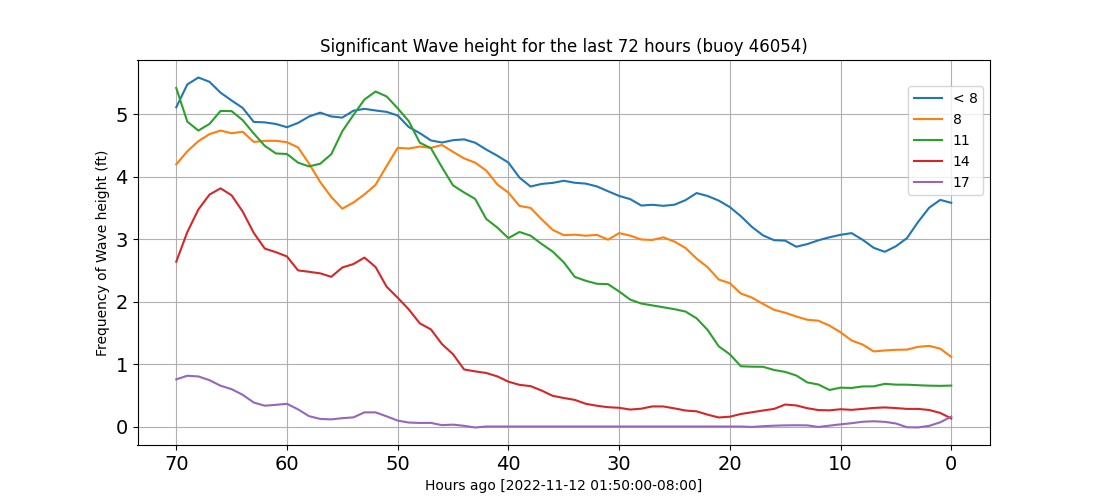 Significant Wave height for the last 72 hours (buoy 46054)
Frequency of Wave height (ft)
5
4
3
2
1
0
< 8
8
11
14
17
70 60 50 40 30 20 10 0
Hours ago [2022-11-12 01:50:00-08:00]